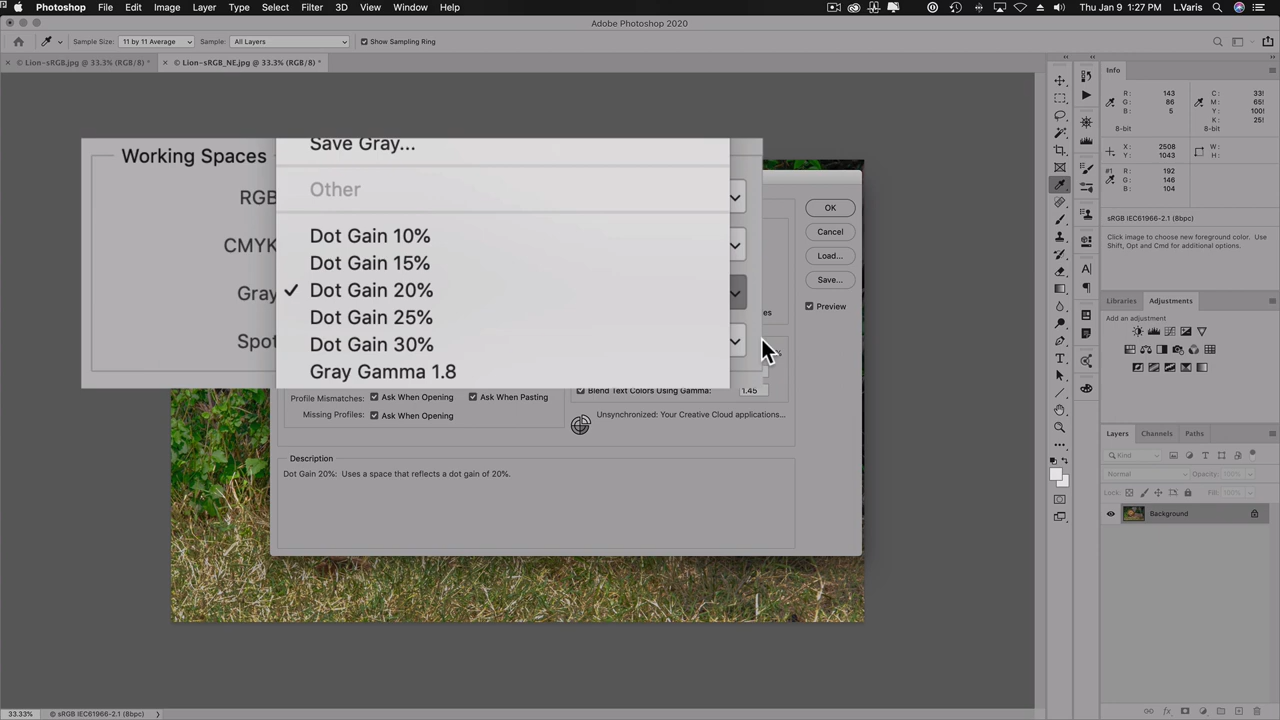 Photoshop File Edit Image Layer Type Select Filter 3D View Window Help
Thu Jan 9 1:27 PM L.Varis
Adobe Photoshop 2020
Sample Size: 11 by 11 Average Sample: All Layers Show Sampling Ring
× © Lion-sRGB.jpg @ 33.3% (RGB/8) *
× © Lion-sRGB_NE.jpg @ 33.3% (RGB/8) *
Working Spaces
RGB
CMYK
Gray
Spot
Save Gray...
Other
Dot Gain 10%
Dot Gain 15%
✓ Dot Gain 20%
Dot Gain 25%
Dot Gain 30%
Gray Gamma 1.8
OK
Cancel
Load...
Save...
Preview
Blend Text Colors Using Gamma: 1.45
Profile Mismatches: Ask When Opening Ask When Pasting
Missing Profiles: Ask When Opening
Unsynchronized: Your Creative Cloud applications...
Description
Dot Gain 20%: Uses a space that reflects a dot gain of 20%.
Info
R: 143 C: 33!
G: 86 M: 65!
B: 5 Y: 100!
K: 25!
8-bit 8-bit
X: 2508 W:
Y: 1043 H:
#1 R: 192
G: 146
B: 104
sRGB IEC61966-2.1 (8bpc)
Click image to choose new foreground color. Use
Shift, Opt and Cmd for additional options.
Libraries Adjustments
Add an adjustment
Layers Channels Paths
Kind
Normal Opacity: 100%
Lock: Fill: 100%
Background
33.33% © sRGB IEC61966-2.1 (8bpc)